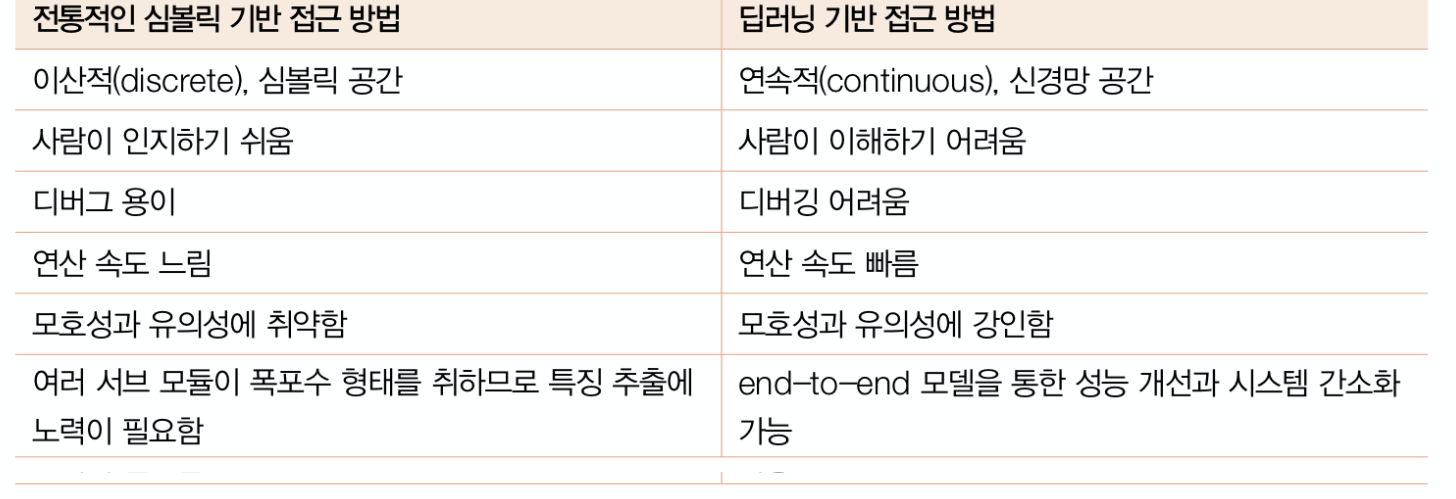 전통적인 심볼릭 기반 접근 방법
딥러닝 기반 접근 방법
이산적(discrete), 심볼릭 공간
연속적(continuous), 신경망 공간
사람이 인지하기 쉬움
사람이 이해하기 어려움
디버그 용이
디버깅 어려움
연산 속도 느림
연산 속도 빠름
모호성과 유의성에 취약함
모호성과 유의성에 강인함
여러 서브 모듈이 폭포수 형태를 취하므로 특징 추출에
노력이 필요함
end-to-end 모델을 통한 성능 개선과 시스템 간소화
가능